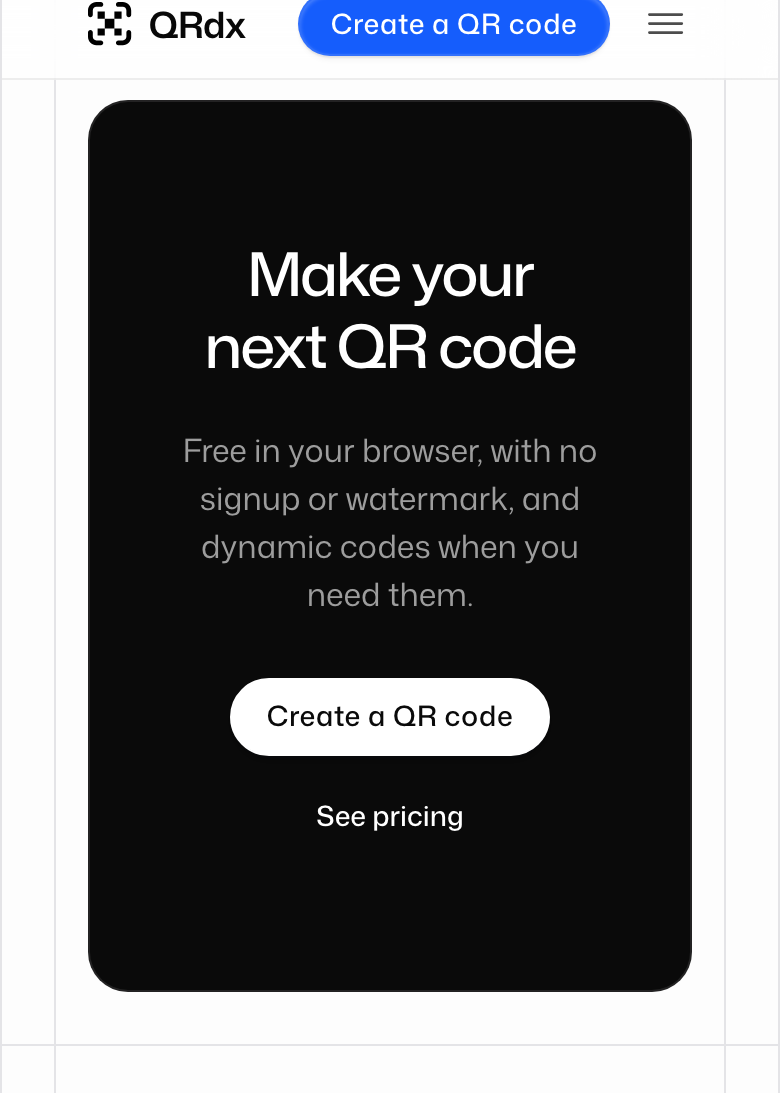 QRdx
Create a QR code
Make your
next QR code
Free in your browser, with no
signup or watermark, and
dynamic codes when you
need them.
Create a QR code
See pricing